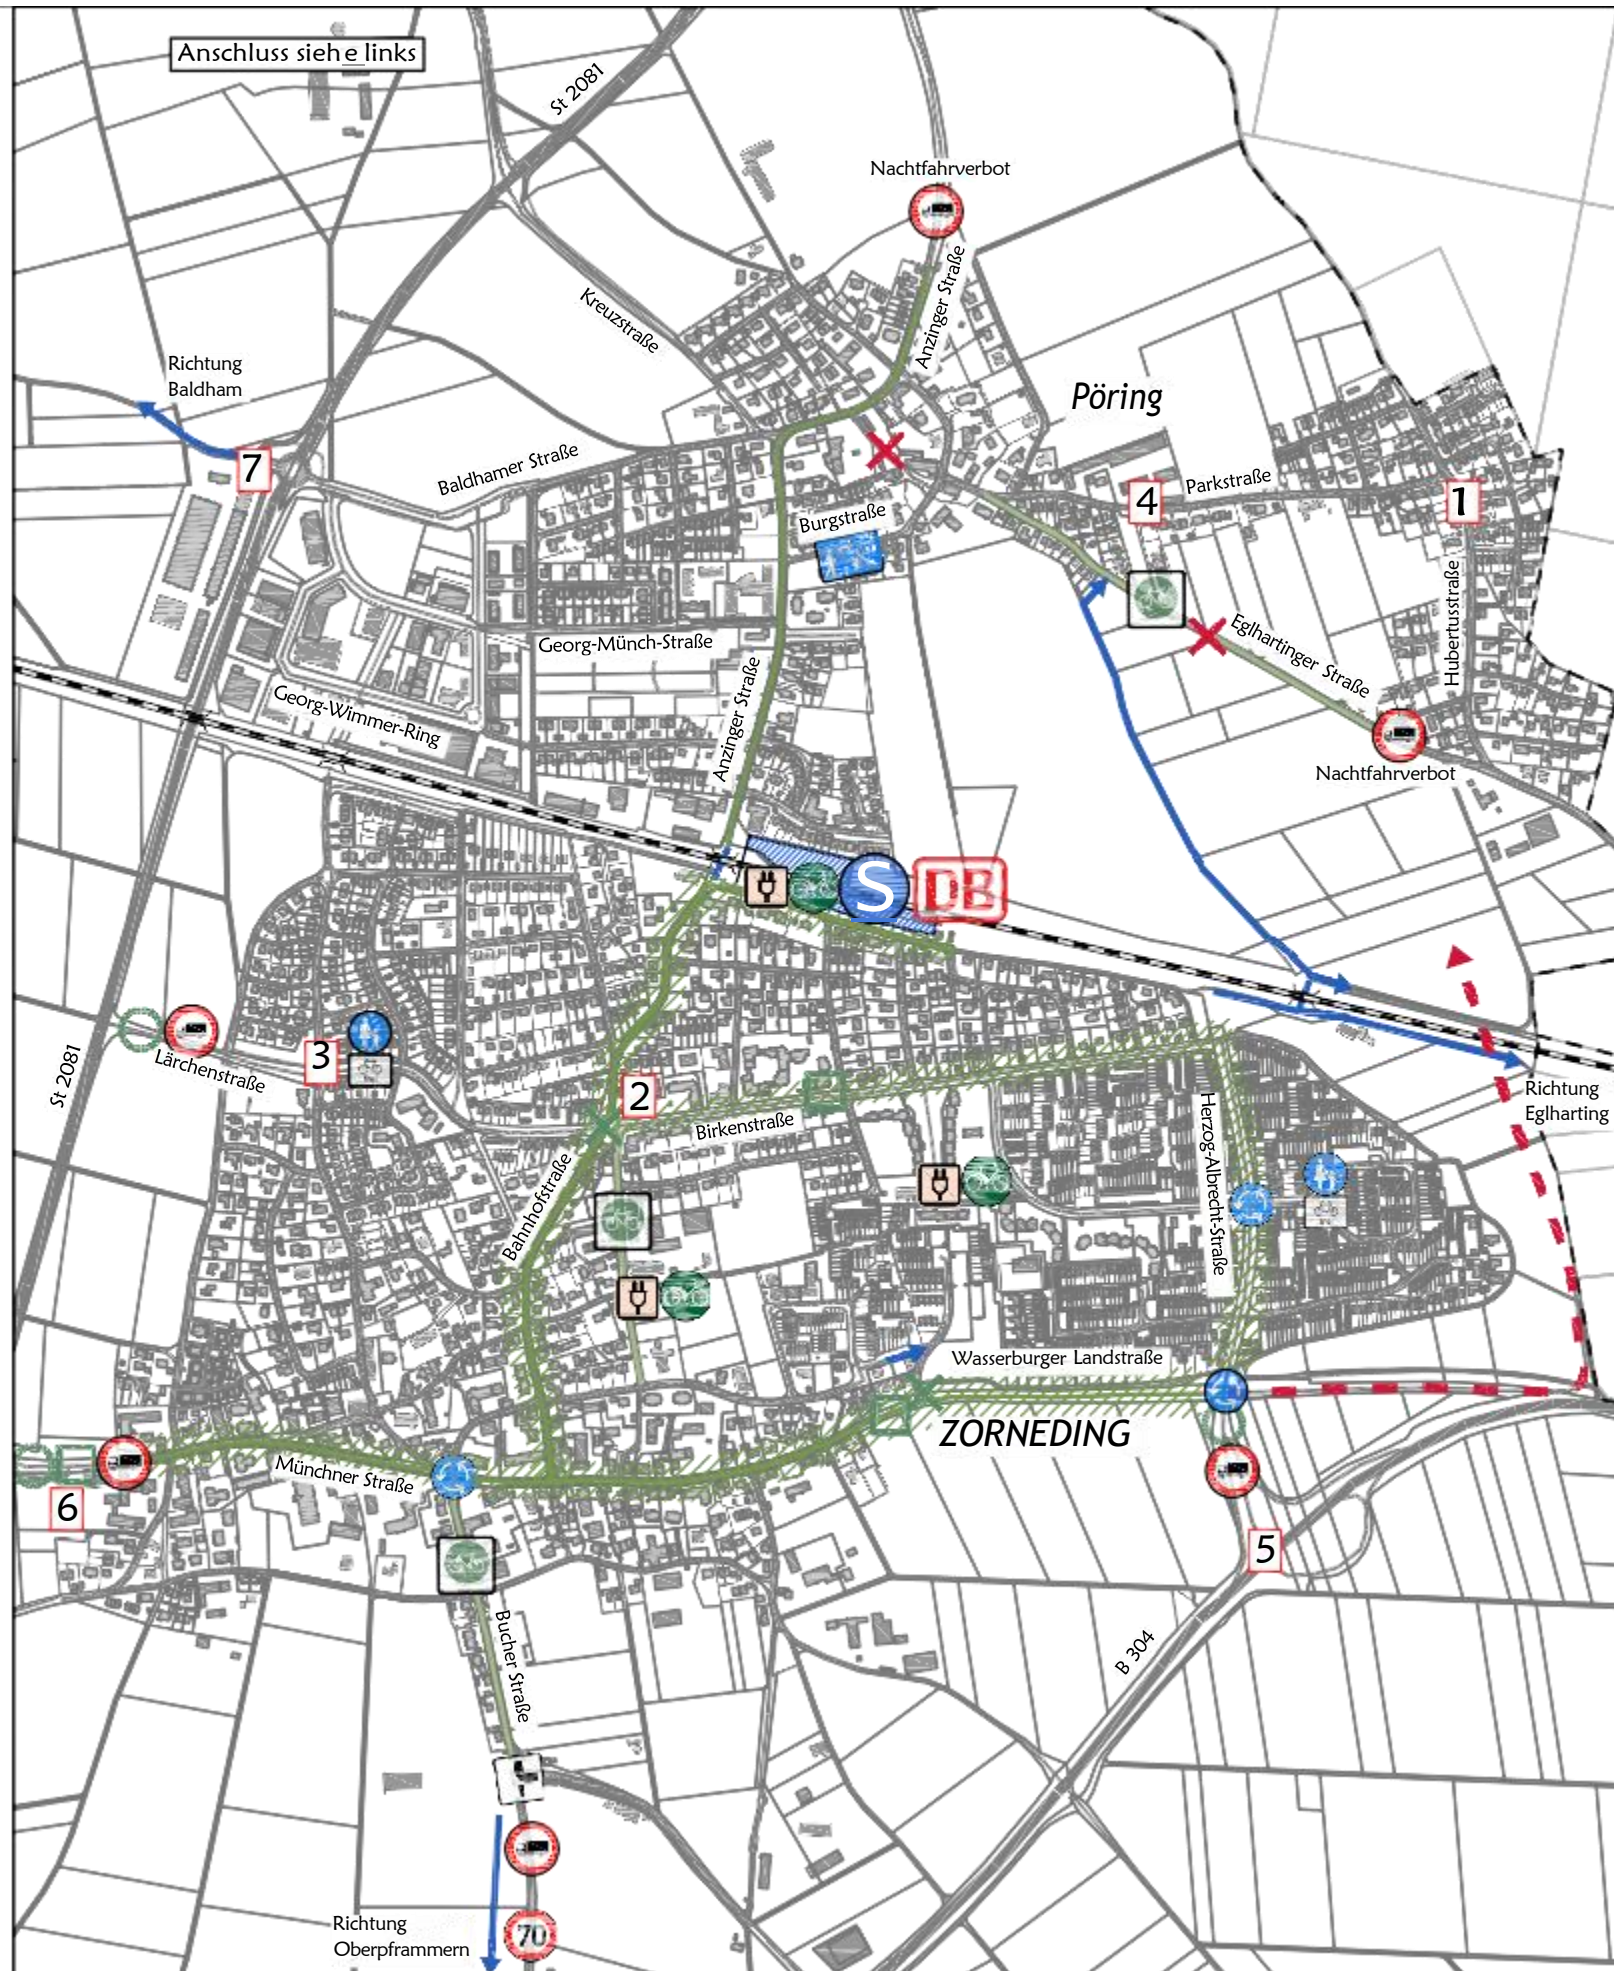 Anschluss siehe links
St 2081
Nachtfahrverbot
Anzinger Straße
Kreuzstraße
Richtung
Baldham
Pöring
7
Baldhamer Straße
4
Parkstraße
1
Burgstraße
Hubertusstraße
Eglhartinger Straße
Georg-Münch-Straße
Georg-Wimmer-Ring
Anzinger Straße
Nachtfahrverbot
S
DB
St 2081
Lärchenstraße
3
2
Birkenstraße
Richtung
Eglharting
Herzog-Albrecht-Straße
Bahnhofstraße
Wasserburger Landstraße
ZORNEDING
Münchner Straße
6
5
Bucher Straße
B 304
Richtung
Oberpframmern
70